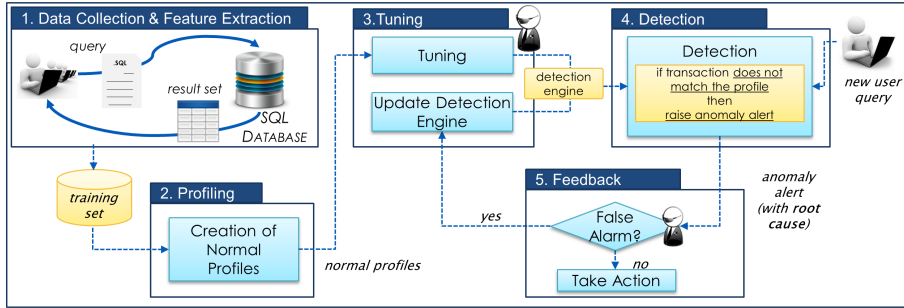 1. Data Collection & Feature Extraction
query
.SQL
result set
SQL
DATABASE
training
set
2. Profiling
Creation of
Normal
Profiles
normal profiles
3.Tuning
Tuning
Update Detection
Engine
detection
engine
4. Detection
Detection
if transaction does not
match the profile
then
raise anomaly alert
new user
query
anomaly
alert
(with root
cause)
5. Feedback
False
Alarm?
yes
no
Take Action